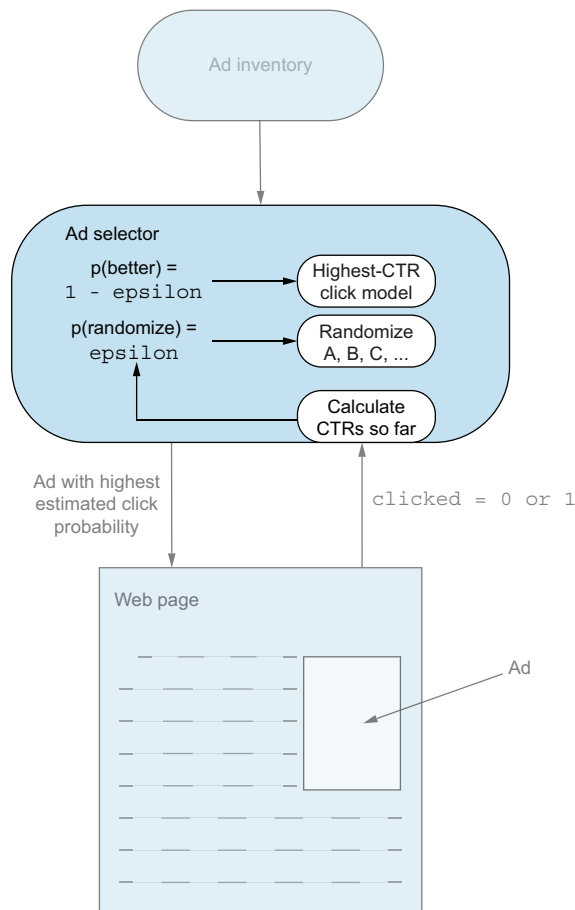 Ad inventory
Ad selector
p(better) =
1 - epsilon
Highest-CTR
click model
p(randomize) =
epsilon
Randomize
A, B, C, ...
Calculate
CTRs so far
Ad with highest
estimated click
probability
clicked = 0 or 1
Web page
Ad